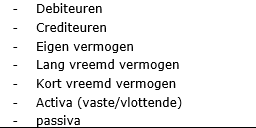 - Debiteuren
- Crediteuren
- Eigen vermogen
- Lang vreemd vermogen
- Kort vreemd vermogen
- Activa (vaste/vlottende)
- passiva